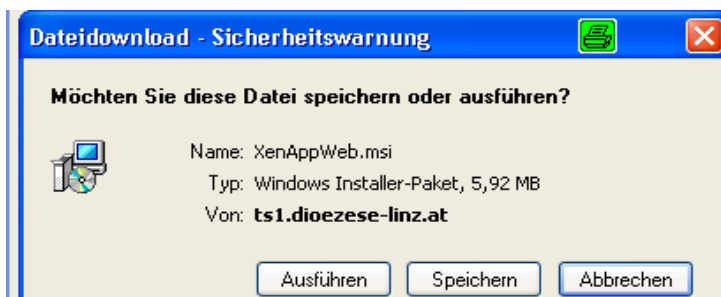 Dateidownload - Sicherheitswarnung
Möchten Sie diese Datei speichern oder ausführen?
Name: XenAppWeb.msi
Typ: Windows Installer-Paket, 5,92 MB
Von: ts1.dioezese-linz.at
Ausführen Speichern Abbrechen